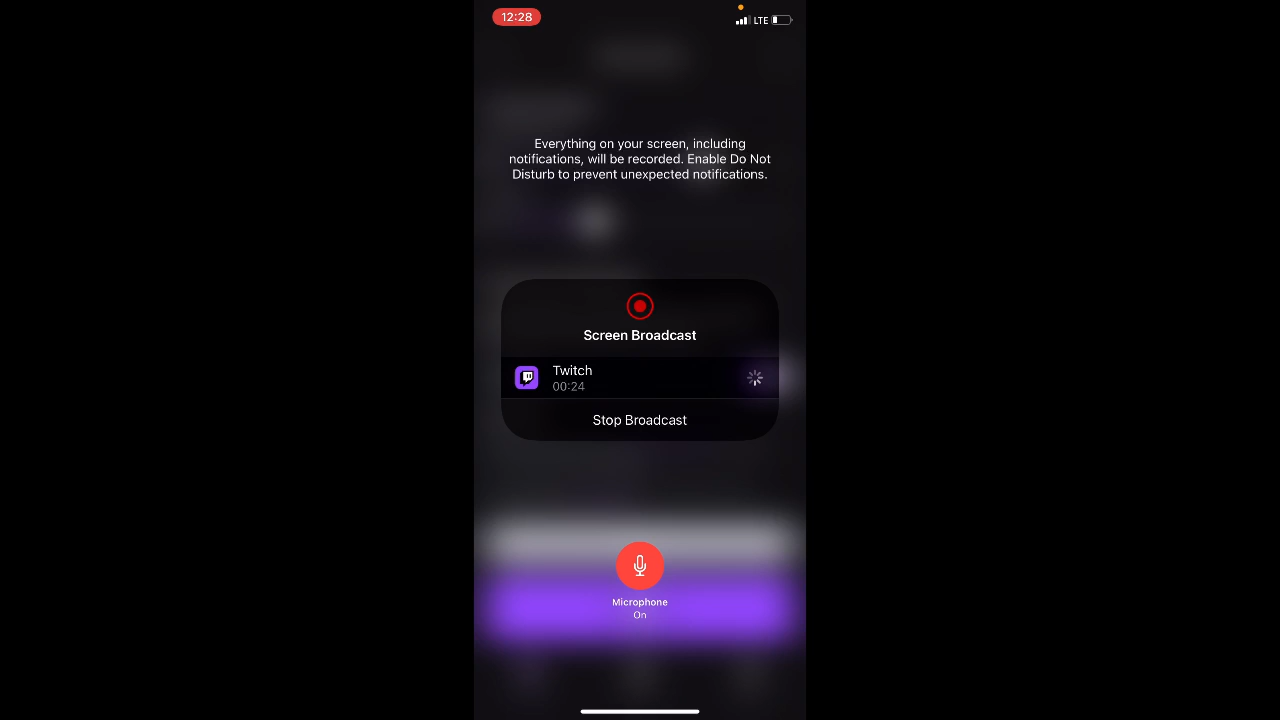 12:28
LTE
Everything on your screen, including
notifications, will be recorded. Enable Do Not
Disturb to prevent unexpected notifications.
Screen Broadcast
Twitch
00:24
Stop Broadcast
Microphone
On